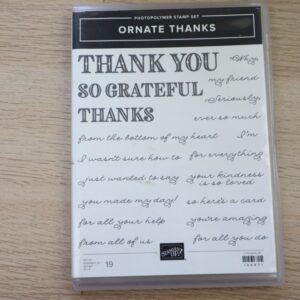 PHOTOPOLYMER STAMP SET
ORNATE THANKS
THANK YOU
SO GRATEFUL
THANKS
Why,
my friend
Seriously,
ever so much
from the bottom of my heart
I'm
I wasn't sure how to
for everything
just wanted to say
your kindness
is so loved
you made my day!
so here's a card
for all your help
you're amazing
from all of us
for all you do
19
STAMPIN' UP!